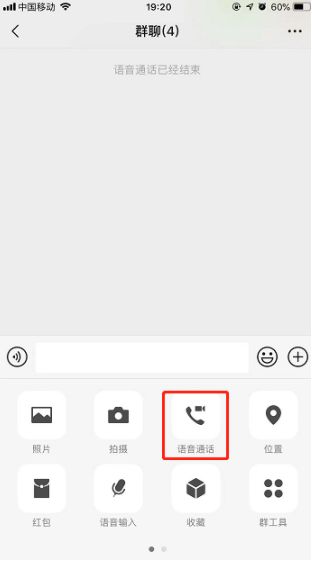 中国移动 19:20 60%
群聊(4)
语音通话已经结束
照片 拍摄 语音通话 位置
红包 语音输入 收藏 群工具